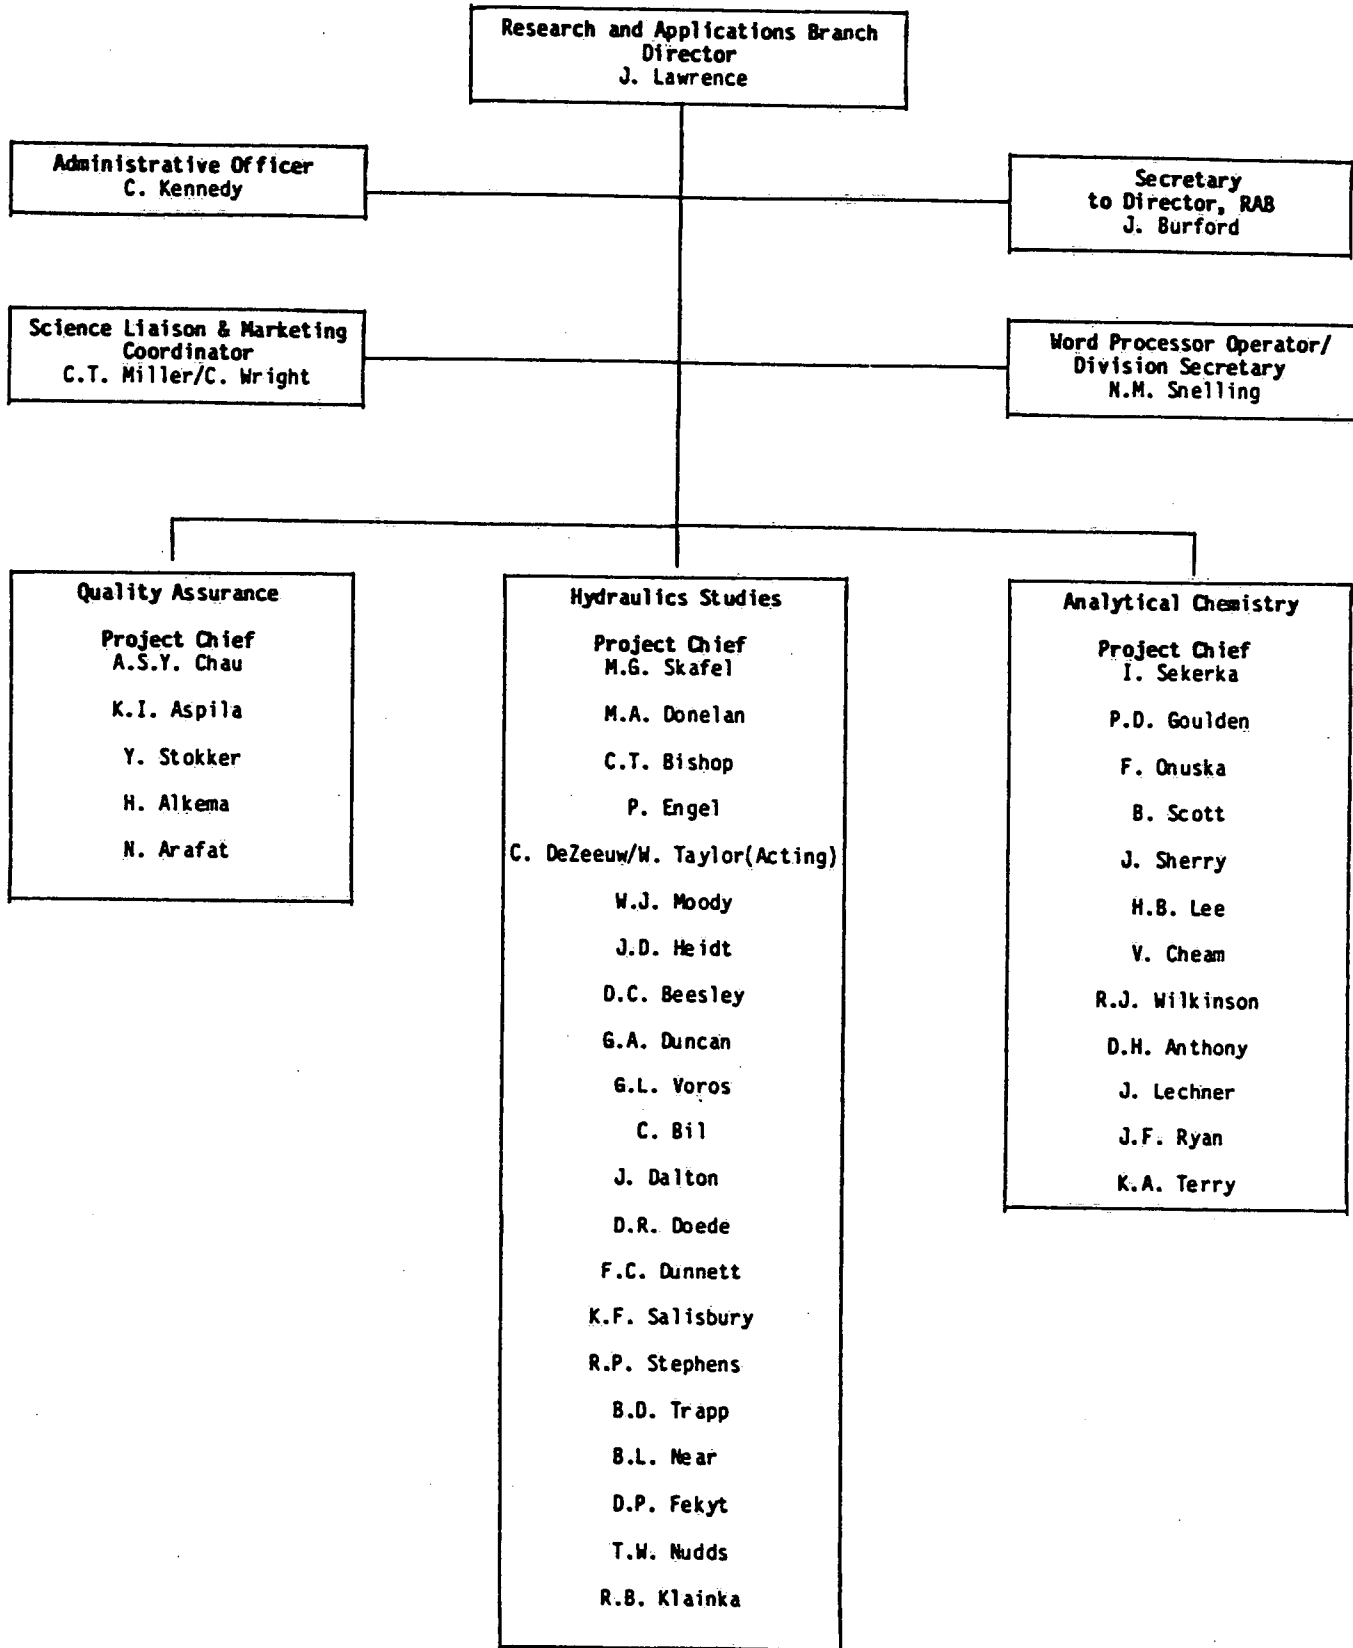 Research and Applications Branch
Director
J. Lawrence
Administrative Officer
C. Kennedy
Secretary
to Director, RAB
J. Burford
Science Liaison & Marketing
Coordinator
C.T. Miller/C. Wright
Word Processor Operator/
Division Secretary
N.M. Snelling
Quality Assurance
Project Chief
A.S.Y. Chau
K.I. Aspila
Y. Stokker
H. Alkema
N. Arafat
Hydraulics Studies
Project Chief
M.G. Skafel
M.A. Donelan
C.T. Bishop
P. Engel
C. DeZeeuw/W. Taylor(Acting)
W.J. Moody
J.D. Heidt
D.C. Beesley
G.A. Duncan
G.L. Voros
C. Bil
J. Dalton
D.R. Doede
F.C. Dunnett
K.F. Salisbury
R.P. Stephens
B.D. Trapp
B.L. Near
D.P. Fekyt
T.W. Nudds
R.B. Klainka
Analytical Chemistry
Project Chief
I. Sekerka
P.D. Goulden
F. Onuska
B. Scott
J. Sherry
H.B. Lee
V. Cheam
R.J. Wilkinson
D.H. Anthony
J. Lechner
J.F. Ryan
K.A. Terry